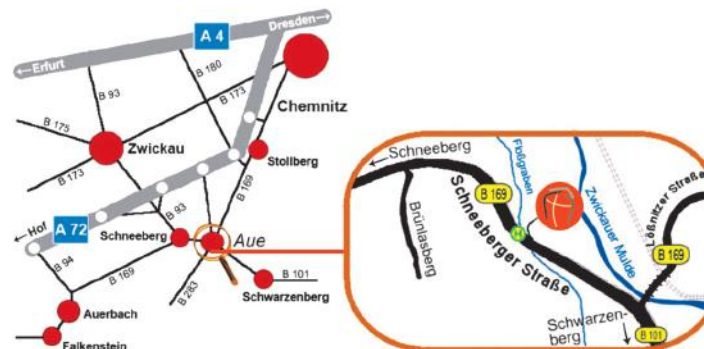 Dresden→
A 4
←Erfurt
B 93
B 180
B 173
Chemnitz
B 175
Zwickau
Stollberg
B 173
B 169
B 93
←Hof
A 72
Schneeberg
Aue
B 94
B 169
B 283
B 101
Schwarzenberg
Auerbach
Falkenstein
←Schneeberg
Floßgraben
B 169
Zwickauer Mulde
Lößnitzer Straße
Brünlasberg
Schneeberger Straße
H
B 169
Schwarzen-
berg
B 101